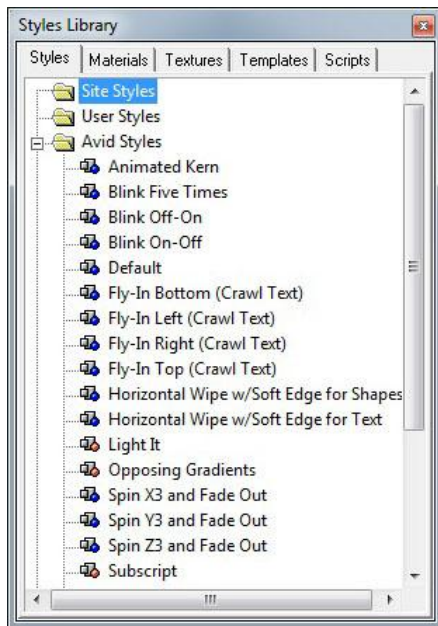 Styles Library
Styles Materials Textures Templates Scripts
Site Styles
User Styles
Avid Styles
Animated Kern
Blink Five Times
Blink Off-On
Blink On-Off
Default
Fly-In Bottom (Crawl Text)
Fly-In Left (Crawl Text)
Fly-In Right (Crawl Text)
Fly-In Top (Crawl Text)
Horizontal Wipe w/Soft Edge for Shapes
Horizontal Wipe w/Soft Edge for Text
Light It
Opposing Gradients
Spin X3 and Fade Out
Spin Y3 and Fade Out
Spin Z3 and Fade Out
Subscript